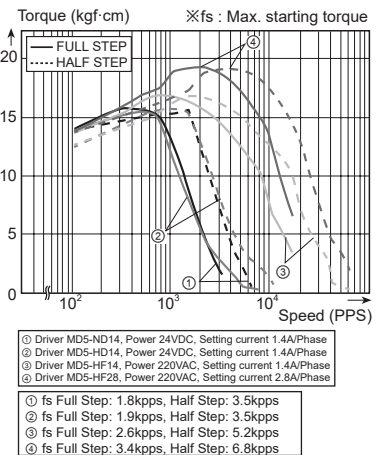 Torque (kgf·cm)
※fs : Max. starting torque
20
15
10
5
0
FULL STEP
HALF STEP
④
②
①
③
10²
10³
10⁴
Speed (PPS)
① Driver MD5-ND14, Power 24VDC, Setting current 1.4A/Phase
② Driver MD5-HD14, Power 24VDC, Setting current 1.4A/Phase
③ Driver MD5-HF14, Power 220VAC, Setting current 1.4A/Phase
④ Driver MD5-HF28, Power 220VAC, Setting current 2.8A/Phase
① fs Full Step: 1.8kpps, Half Step: 3.5kpps
② fs Full Step: 1.9kpps, Half Step: 3.5kpps
③ fs Full Step: 2.6kpps, Half Step: 5.2kpps
④ fs Full Step: 3.4kpps, Half Step: 6.8kpps